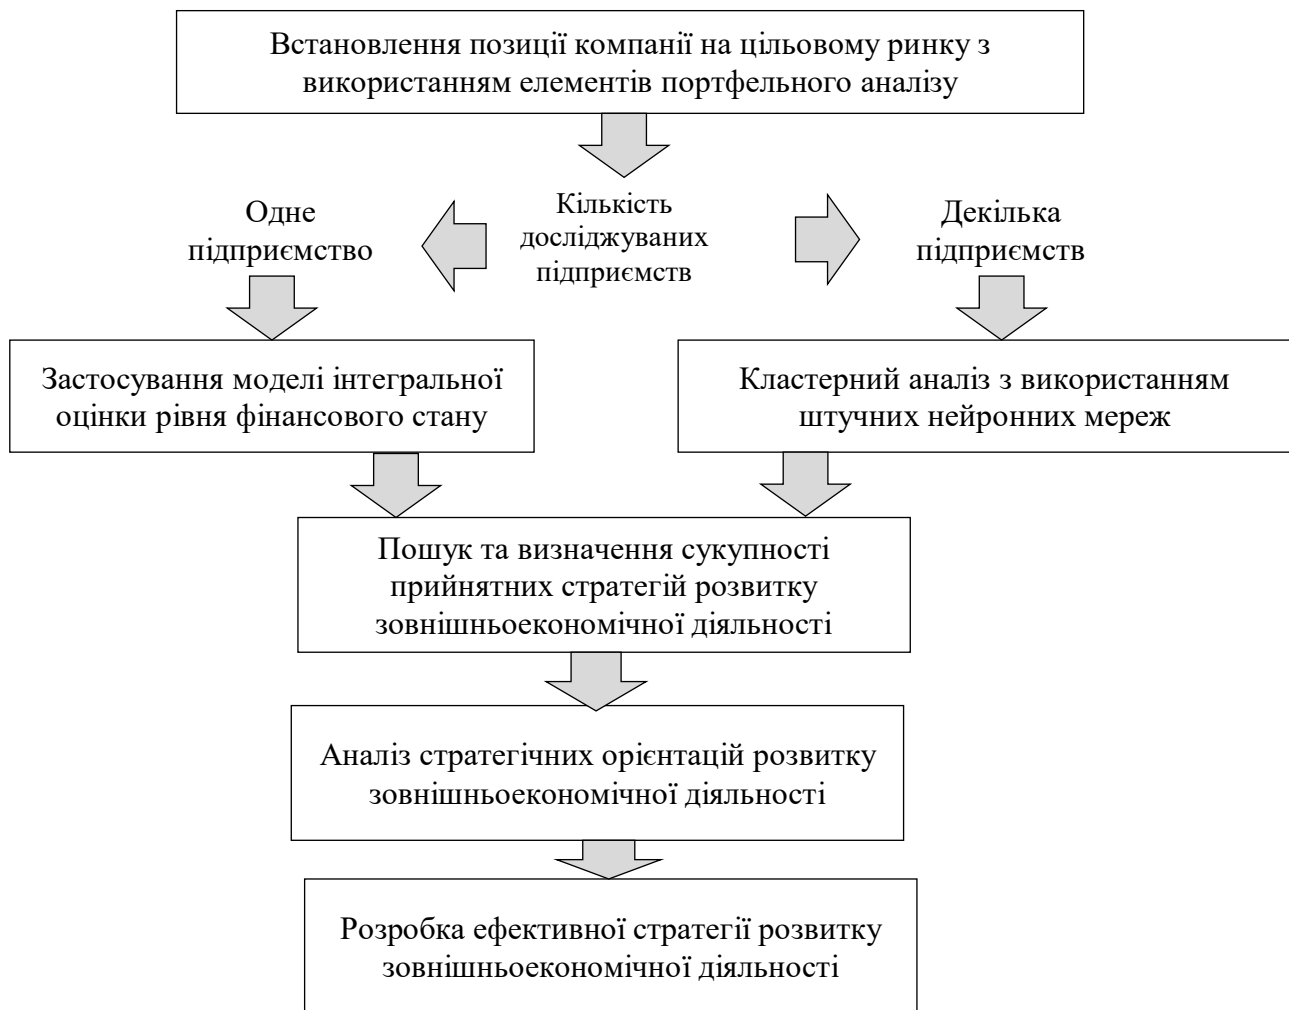 Встановлення позиції компанії на цільовому ринку з
використанням елементів портфельного аналізу
Одне
підприємство
Кількість
досліджуваних
підприємств
Декілька
підприємств
Застосування моделі інтегральної
оцінки рівня фінансового стану
Кластерний аналіз з використанням
штучних нейронних мереж
Пошук та визначення сукупності
прийнятних стратегій розвитку
зовнішньоекономічної діяльності
Аналіз стратегічних орієнтацій розвитку
зовнішньоекономічної діяльності
Розробка ефективної стратегії розвитку
зовнішньоекономічної діяльності